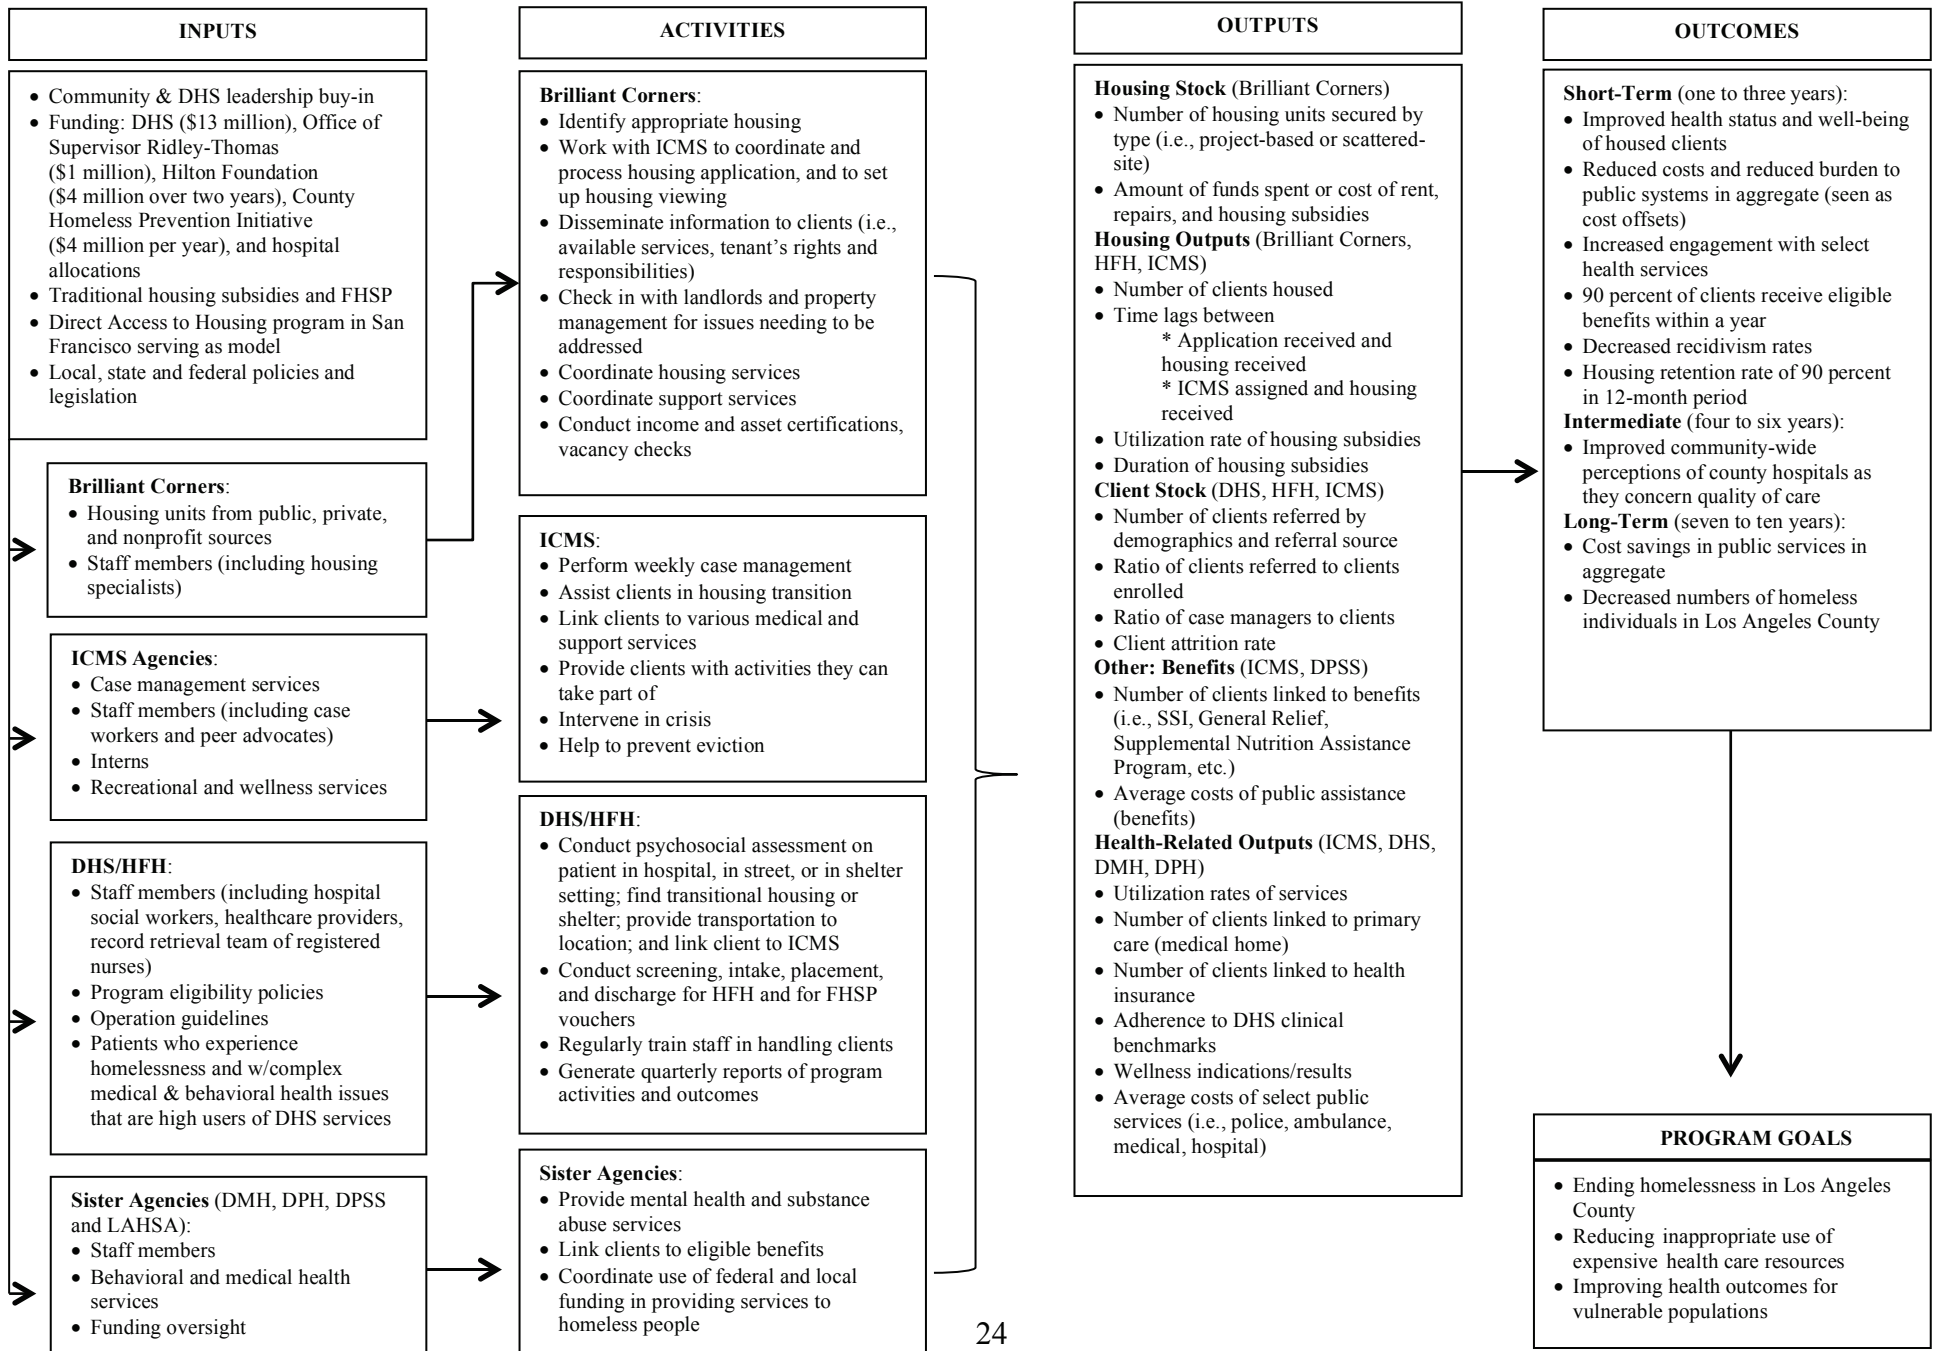 INPUTS
• Community & DHS leadership buy-in
• Funding: DHS ($13 million), Office of
Supervisor Ridley-Thomas
($1 million), Hilton Foundation
($4 million over two years), County
Homeless Prevention Initiative
($4 million per year), and hospital
allocations
• Traditional housing subsidies and FHSP
• Direct Access to Housing program in San
Francisco serving as model
• Local, state and federal policies and
legislation
Brilliant Corners:
• Housing units from public, private,
and nonprofit sources
• Staff members (including housing
specialists)
ICMS Agencies:
• Case management services
• Staff members (including case
workers and peer advocates)
• Interns
• Recreational and wellness services
DHS/HFH:
• Staff members (including hospital
social workers, healthcare providers,
record retrieval team of registered
nurses)
• Program eligibility policies
• Operation guidelines
• Patients who experience
homelessness and w/complex
medical & behavioral health issues
that are high users of DHS services
Sister Agencies (DMH, DPH, DPSS
and LAHSA):
• Staff members
• Behavioral and medical health
services
• Funding oversight
ACTIVITIES
Brilliant Corners:
• Identify appropriate housing
• Work with ICMS to coordinate and
process housing application, and to set
up housing viewing
• Disseminate information to clients (i.e.,
available services, tenant's rights and
responsibilities)
• Check in with landlords and property
management for issues needing to be
addressed
• Coordinate housing services
• Coordinate support services
• Conduct income and asset certifications,
vacancy checks
ICMS:
• Perform weekly case management
• Assist clients in housing transition
• Link clients to various medical and
support services
• Provide clients with activities they can
take part of
• Intervene in crisis
• Help to prevent eviction
DHS/HFH:
• Conduct psychosocial assessment on
patient in hospital, in street, or in shelter
setting; find transitional housing or
shelter; provide transportation to
location; and link client to ICMS
• Conduct screening, intake, placement,
and discharge for HFH and for FHSP
vouchers
• Regularly train staff in handling clients
• Generate quarterly reports of program
activities and outcomes
Sister Agencies:
• Provide mental health and substance
abuse services
• Link clients to eligible benefits
• Coordinate use of federal and local
funding in providing services to
homeless people
OUTPUTS
Housing Stock (Brilliant Corners)
• Number of housing units secured by
type (i.e., project-based or scattered-
site)
• Amount of funds spent or cost of rent,
repairs, and housing subsidies
Housing Outputs (Brilliant Corners,
HFH, ICMS)
• Number of clients housed
• Time lags between
* Application received and
housing received
* ICMS assigned and housing
received
• Utilization rate of housing subsidies
• Duration of housing subsidies
Client Stock (DHS, HFH, ICMS)
• Number of clients referred by
demographics and referral source
• Ratio of clients referred to clients
enrolled
• Ratio of case managers to clients
• Client attrition rate
Other: Benefits (ICMS, DPSS)
• Number of clients linked to benefits
(i.e., SSI, General Relief,
Supplemental Nutrition Assistance
Program, etc.)
• Average costs of public assistance
(benefits)
Health-Related Outputs (ICMS, DHS,
DMH, DPH)
• Utilization rates of services
• Number of clients linked to primary
care (medical home)
• Number of clients linked to health
insurance
• Adherence to DHS clinical
benchmarks
• Wellness indications/results
• Average costs of select public
services (i.e., police, ambulance,
medical, hospital)
OUTCOMES
Short-Term (one to three years):
• Improved health status and well-being
of housed clients
• Reduced costs and reduced burden to
public systems in aggregate (seen as
cost offsets)
• Increased engagement with select
health services
• 90 percent of clients receive eligible
benefits within a year
• Decreased recidivism rates
• Housing retention rate of 90 percent
in 12-month period
Intermediate (four to six years):
• Improved community-wide
perceptions of county hospitals as
they concern quality of care
Long-Term (seven to ten years):
• Cost savings in public services in
aggregate
• Decreased numbers of homeless
individuals in Los Angeles County
PROGRAM GOALS
• Ending homelessness in Los Angeles
County
• Reducing inappropriate use of
expensive health care resources
• Improving health outcomes for
vulnerable populations
24